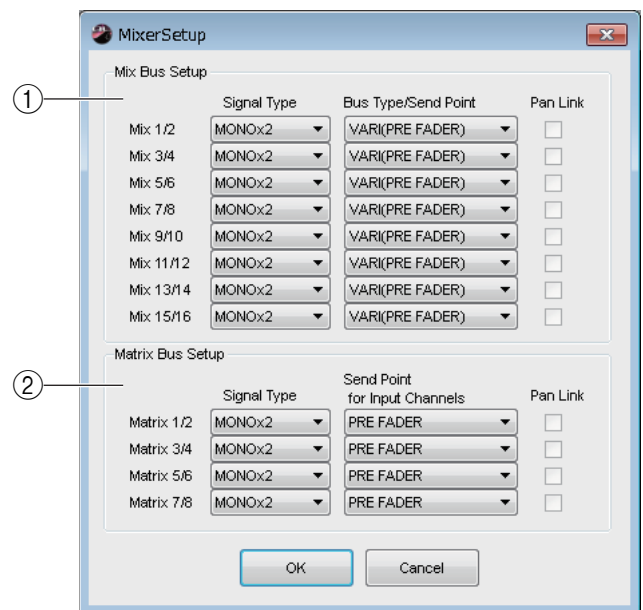 MixerSetup
Mix Bus Setup
①
Signal Type Bus Type/Send Point Pan Link
Mix 1/2 MONOx2 VARI(PRE FADER)
Mix 3/4 MONOx2 VARI(PRE FADER)
Mix 5/6 MONOx2 VARI(PRE FADER)
Mix 7/8 MONOx2 VARI(PRE FADER)
Mix 9/10 MONOx2 VARI(PRE FADER)
Mix 11/12 MONOx2 VARI(PRE FADER)
Mix 13/14 MONOx2 VARI(PRE FADER)
Mix 15/16 MONOx2 VARI(PRE FADER)
Matrix Bus Setup
②
Send Point
Signal Type for Input Channels Pan Link
Matrix 1/2 MONOx2 PRE FADER
Matrix 3/4 MONOx2 PRE FADER
Matrix 5/6 MONOx2 PRE FADER
Matrix 7/8 MONOx2 PRE FADER
OK Cancel